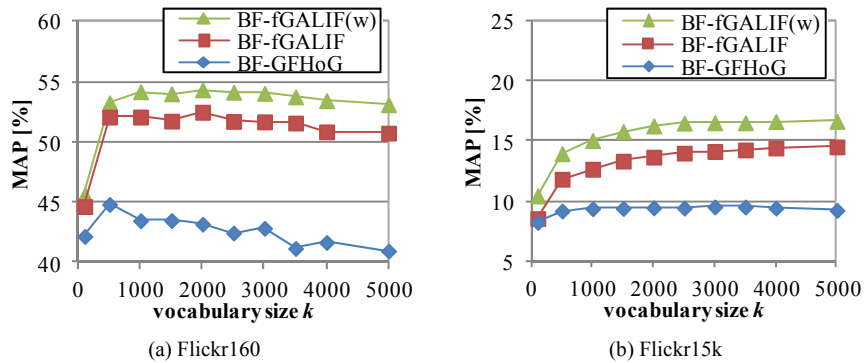 60
55
50
45
40
MAP [%]
BF-fGALIF(w)
BF-fGALIF
BF-GFHoG
0 1000 2000 3000 4000 5000
vocabulary size k
(a) Flickr160
25
20
15
10
5
MAP [%]
BF-fGALIF(w)
BF-fGALIF
BF-GFHoG
0 1000 2000 3000 4000 5000
vocabulary size k
(b) Flickr15k